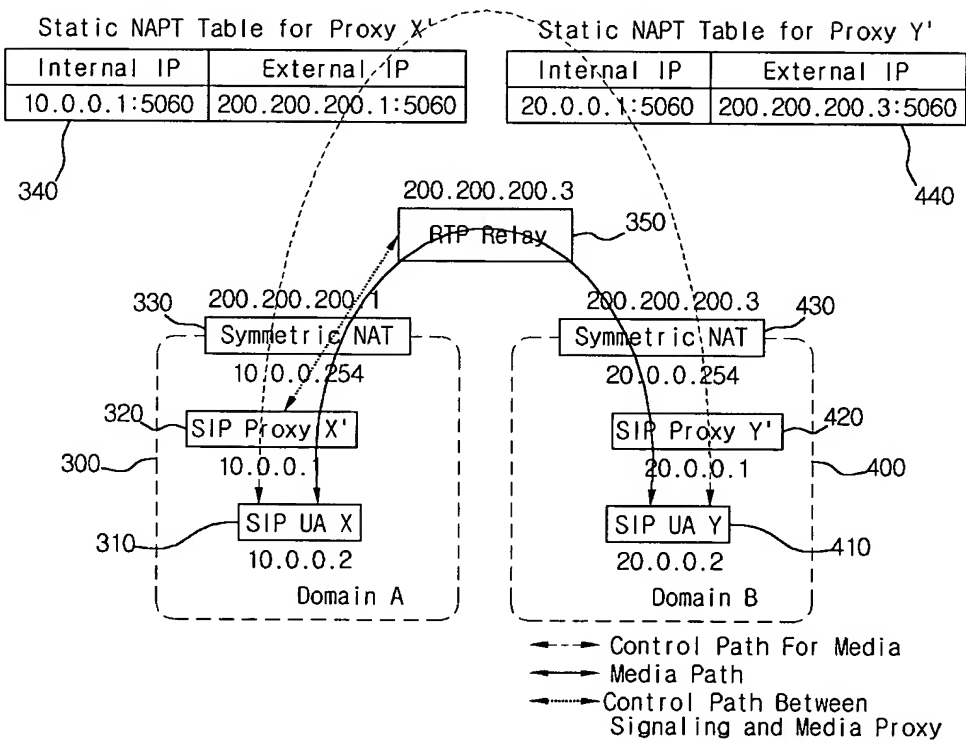 Static NAPT Table for Proxy X'
Internal IP External IP
10.0.0.1:5060 200.200.200.1:5060
340
Static NAPT Table for Proxy Y'
Internal IP External IP
20.0.0.1:5060 200.200.200.3:5060
440
200.200.200.3
RTP Relay
350
200.200.200.1
330
Symmetric NAT
10.0.0.254
200.200.200.3
430
Symmetric NAT
20.0.0.254
320
SIP Proxy X'
10.0.0.1
300
SIP Proxy Y'
420
20.0.0.1
400
SIP UA X
310
10.0.0.2
Domain A
SIP UA Y
410
20.0.0.2
Domain B
Control Path For Media
Media Path
Control Path Between
Signaling and Media Proxy